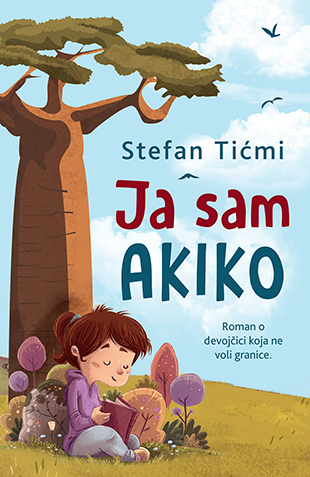 Stefan Tićmi
Ja sam
AKIKO
Roman o
devojčici koja ne
voli granice.